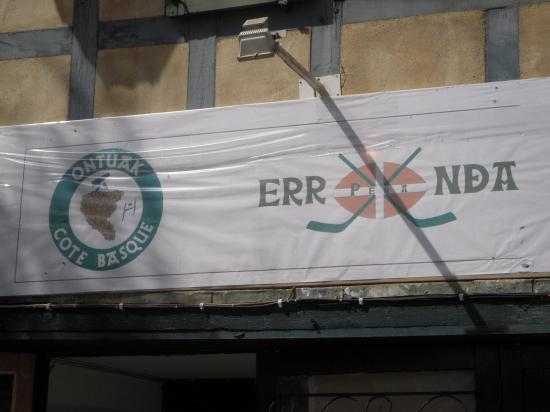 ONTUAK
COTE BASQUE
ERR NDA
PEÑA